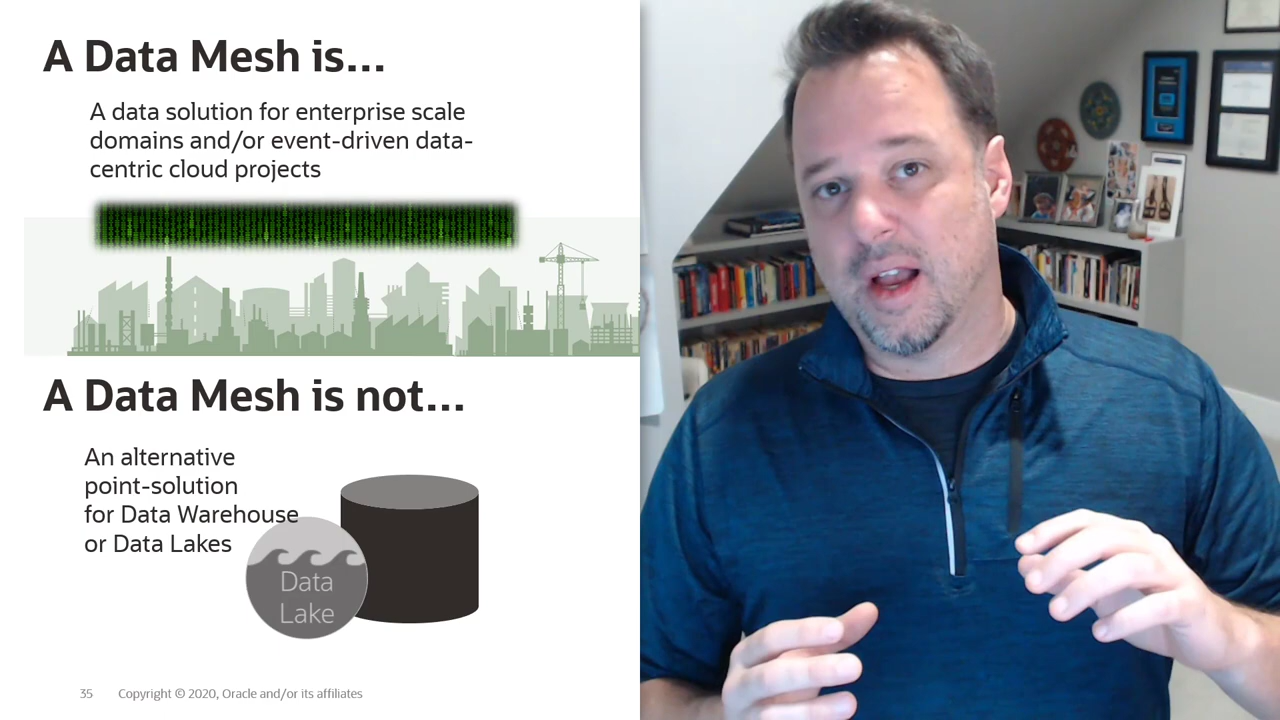 A Data Mesh is...
A data solution for enterprise scale
domains and/or event-driven data-
centric cloud projects
A Data Mesh is not...
An alternative
point-solution
for Data Warehouse
or Data Lakes
Data
Lake
35 Copyright © 2020, Oracle and/or its affiliates